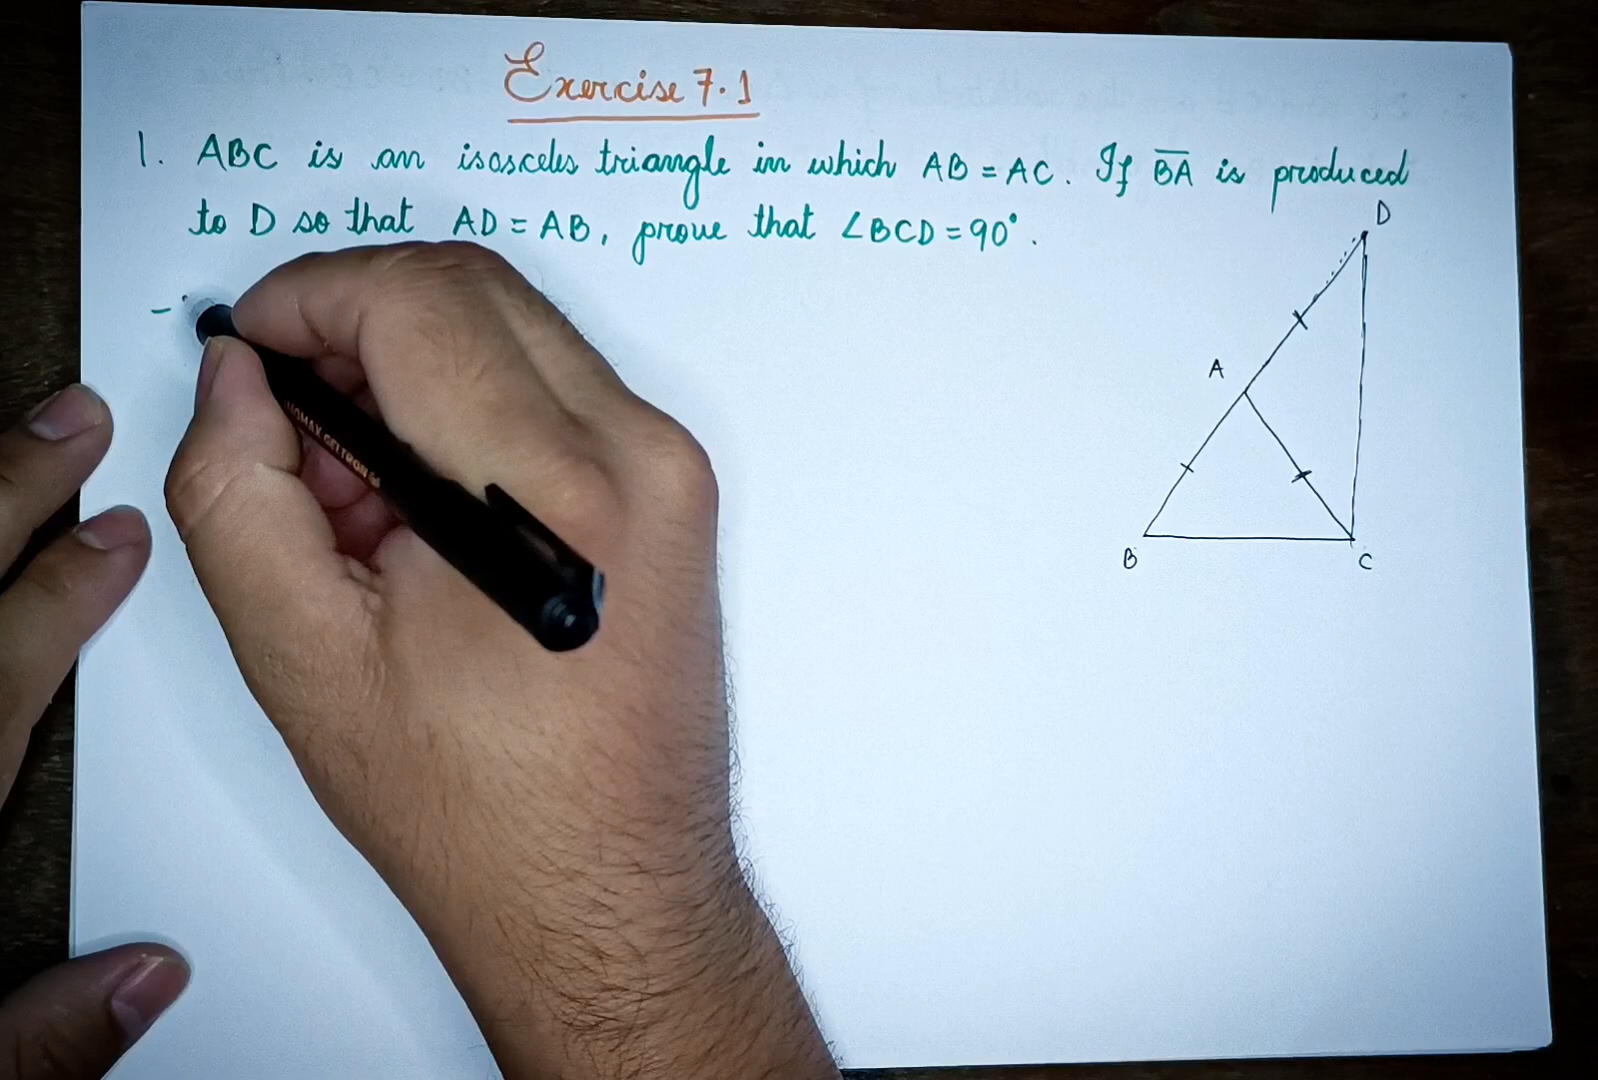 Exercise 7.1
1. ABC is an isosceles triangle in which AB = AC. If B̅A̅ is produced
to D so that AD = AB, prove that ∠BCD = 90°.
D
A
B
C